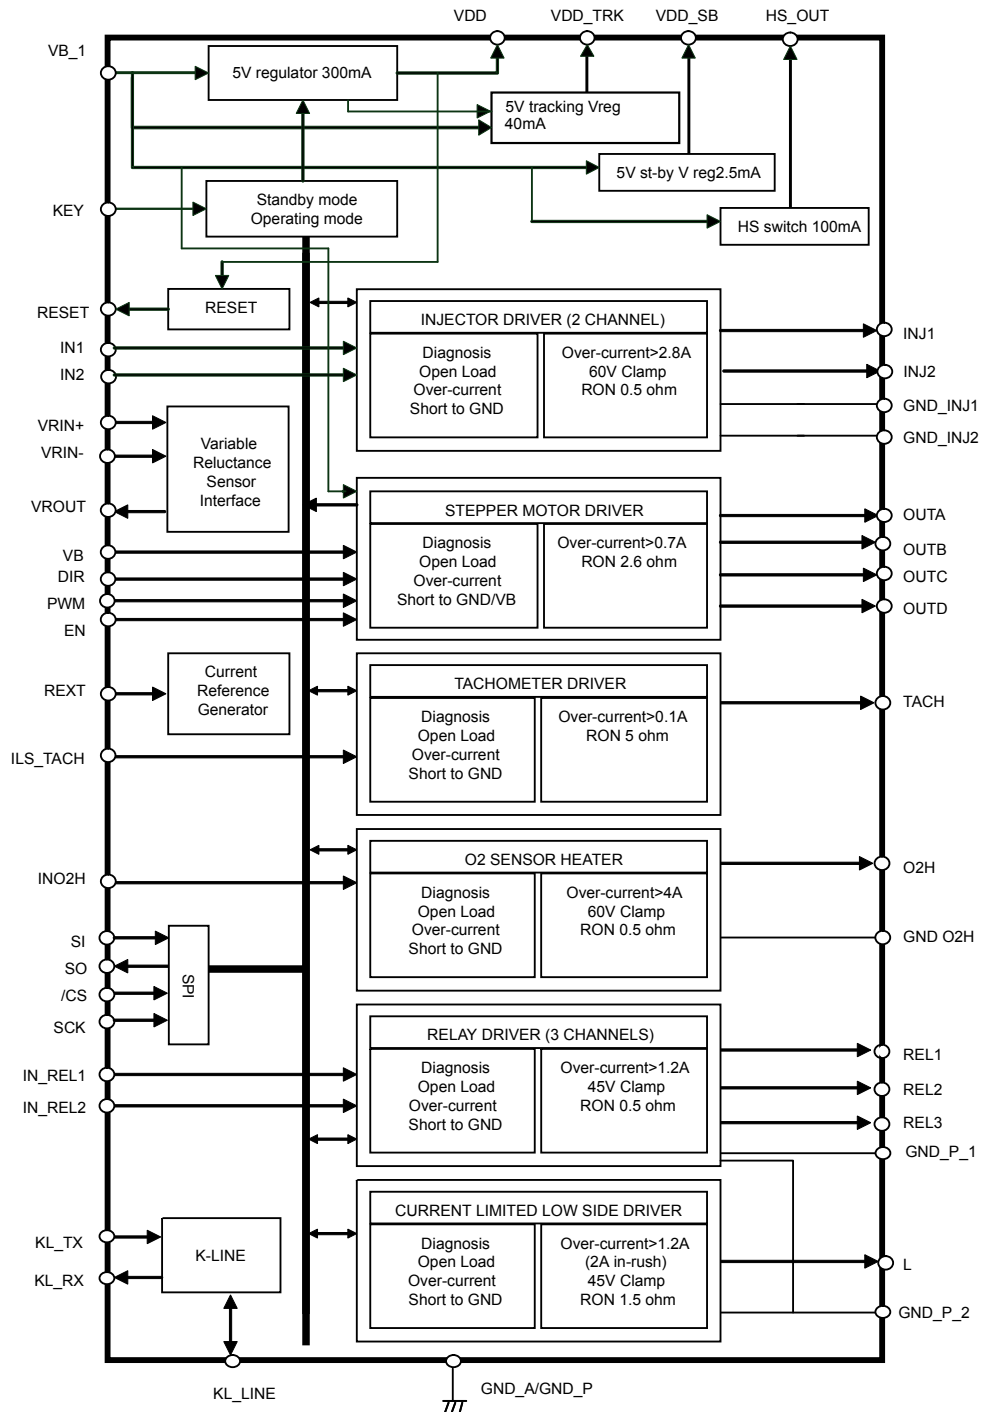 VDD
VDD_TRK
VDD_SB
HS_OUT
VB_1
5V regulator 300mA
5V tracking Vreg
40mA
5V st-by V reg2.5mA
KEY
Standby mode
Operating mode
HS switch 100mA
RESET
RESET
IN1
IN2
INJECTOR DRIVER (2 CHANNEL)
Diagnosis
Open Load
Over-current
Short to GND
Over-current>2.8A
60V Clamp
RON 0.5 ohm
INJ1
INJ2
GND_INJ1
GND_INJ2
VRIN+
VRIN-
VROUT
Variable
Reluctance
Sensor
Interface
VB
DIR
PWM
EN
STEPPER MOTOR DRIVER
Diagnosis
Open Load
Over-current
Short to GND/VB
Over-current>0.7A
RON 2.6 ohm
OUTA
OUTB
OUTC
OUTD
REXT
Current
Reference
Generator
ILS_TACH
TACHOMETER DRIVER
Diagnosis
Open Load
Over-current
Short to GND
Over-current>0.1A
RON 5 ohm
TACH
INO2H
O2 SENSOR HEATER
Diagnosis
Open Load
Over-current
Short to GND
Over-current>4A
60V Clamp
RON 0.5 ohm
O2H
GND O2H
SI
SO
/CS
SCK
SPI
IN_REL1
IN_REL2
RELAY DRIVER (3 CHANNELS)
Diagnosis
Open Load
Over-current
Short to GND
Over-current>1.2A
45V Clamp
RON 0.5 ohm
REL1
REL2
REL3
GND_P_1
KL_TX
KL_RX
K-LINE
CURRENT LIMITED LOW SIDE DRIVER
Diagnosis
Open Load
Over-current
Short to GND
Over-current>1.2A
(2A in-rush)
45V Clamp
RON 1.5 ohm
L
GND_P_2
KL_LINE
GND_A/GND_P